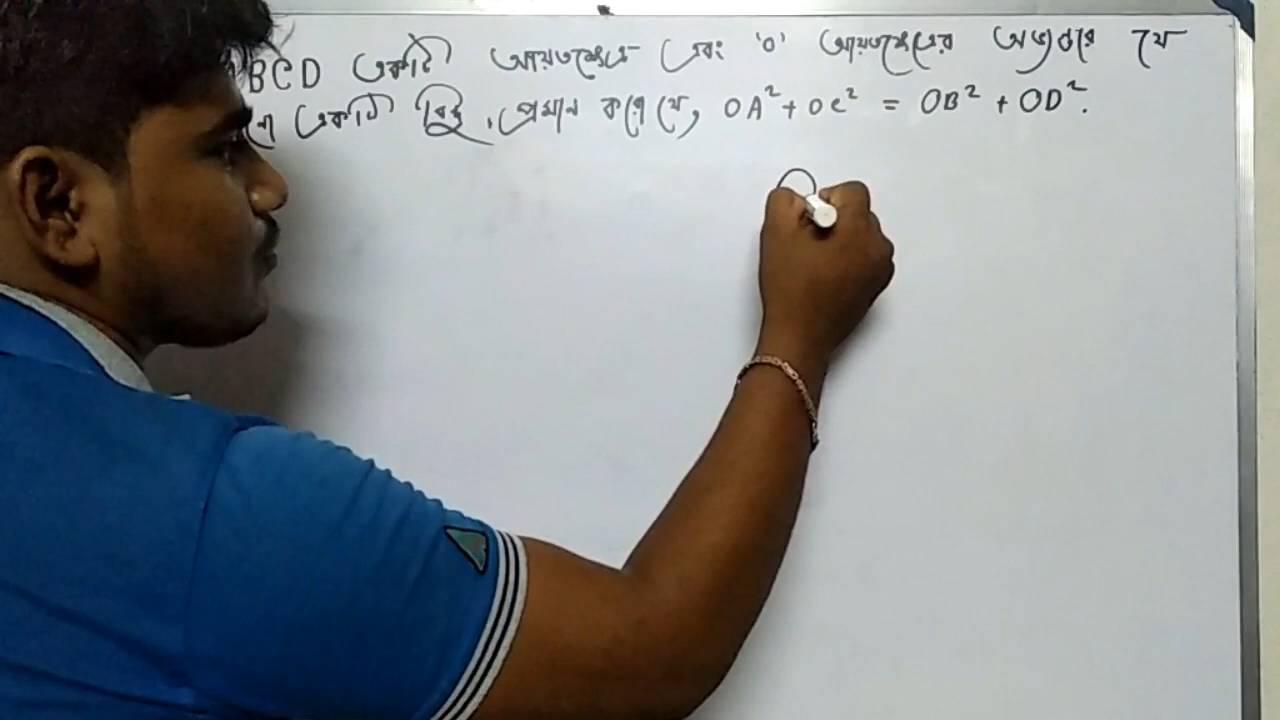 BCD একটি আয়তক্ষেত্র এবং 'O' আয়তক্ষেত্রের অভ্যন্তরে যে
একটি বিন্দু, প্রমান করো যে, OA² + OC² = OB² + OD².